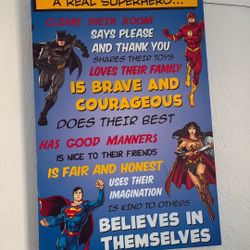 A REAL SUPERHERO...
CLEANS THEIR ROOM
SAYS PLEASE
AND THANK YOU
SHARES THEIR TOYS
LOVES THEIR FAMILY
IS BRAVE AND
COURAGEOUS
DOES THEIR BEST
HAS GOOD MANNERS
IS NICE TO THEIR FRIENDS
IS FAIR AND HONEST
USES THEIR
IMAGINATION
IS KIND TO OTHERS
BELIEVES IN
THEMSELVES